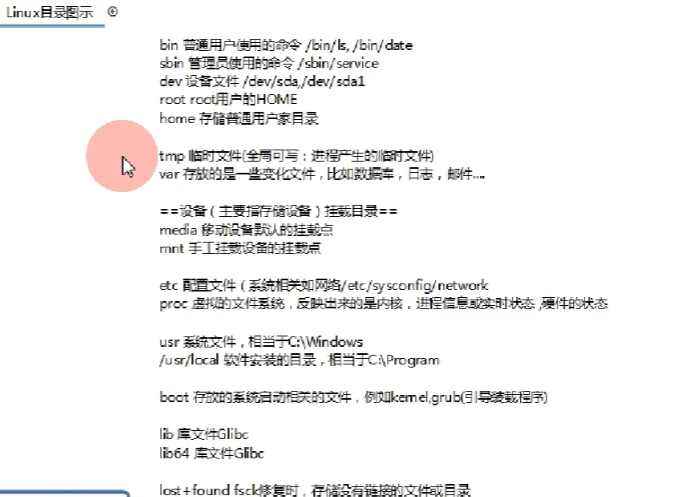 Linux目录图示
bin 普通用户使用的命令 /bin/ls, /bin/date
sbin 管理员使用的命令 /sbin/service
dev 设备文件 /dev/sda,/dev/sda1
root root用户的HOME
home 存储普通用户家目录
tmp 临时文件(全局可写：进程产生的临时文件)
var 存放的是一些变化文件，比如数据库，日志，邮件....
==设备（主要指存储设备）挂载目录==
media 移动设备默认的挂载点
mnt 手工挂载设备的挂载点
etc 配置文件（系统相关如网络/etc/sysconfig/network
proc 虚拟的文件系统，反映出来的是内核，进程信息或实时状态 ,硬件的状态
usr 系统文件，相当于C:\Windows
/usr/local 软件安装的目录，相当于C:\Program
boot 存放的系统启动相关的文件，例如kernel,grub(引导装载程序)
lib 库文件Glibc
lib64 库文件Glibc
lost+found fsck修复时，存储没有链接的文件或目录